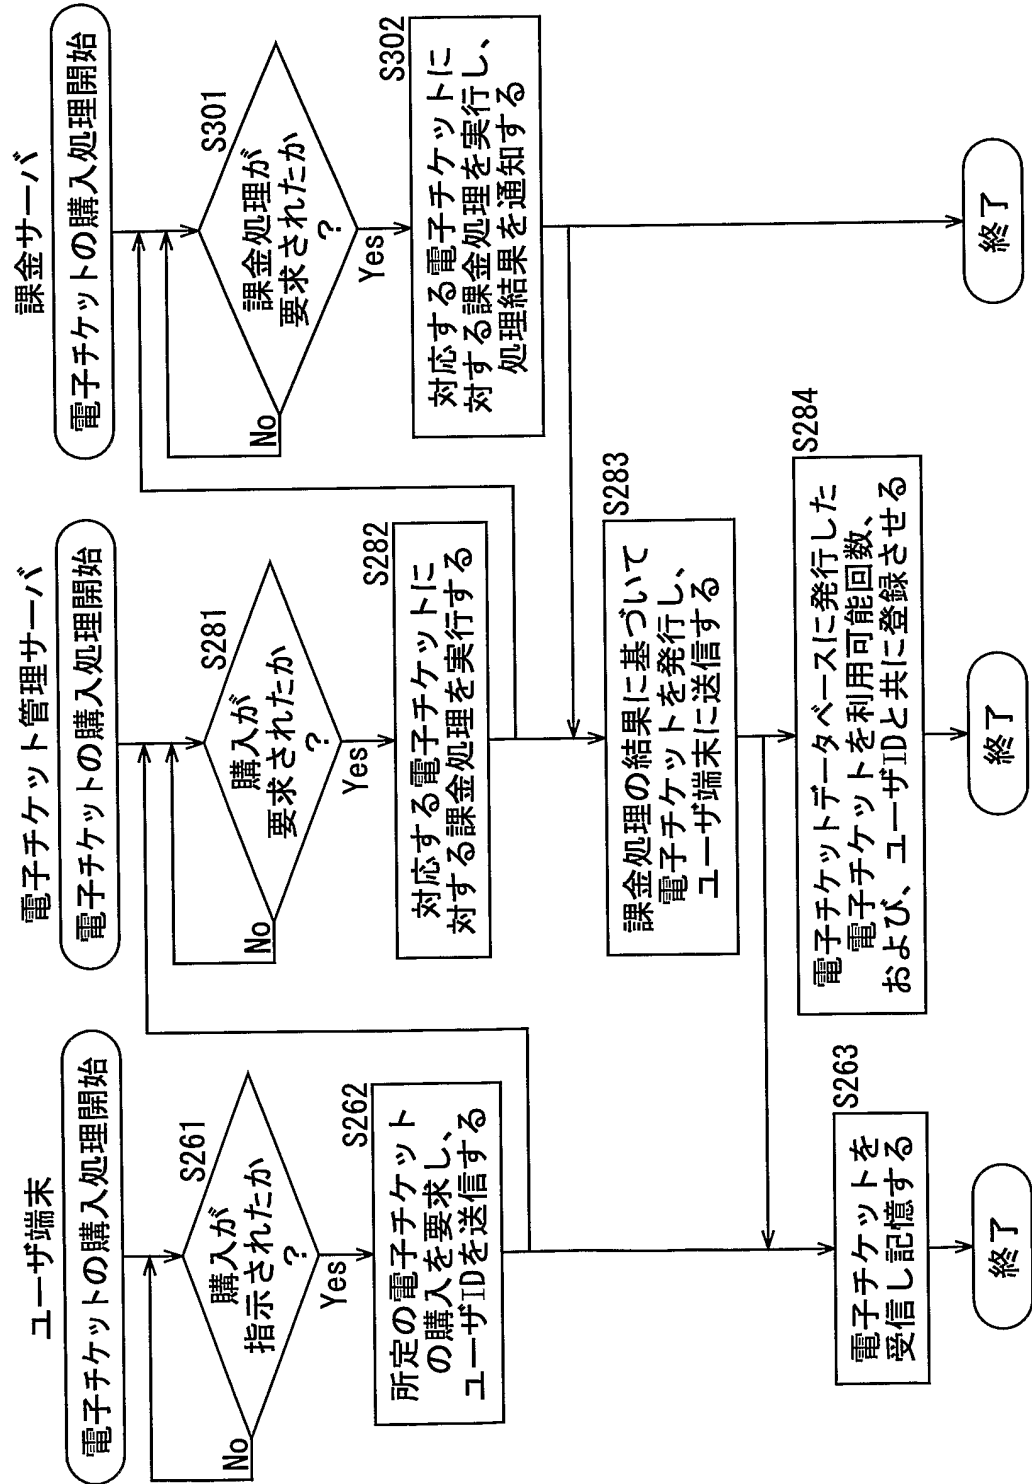 ユーザ端末
電子チケットの購入処理開始
S261
購入が
指示されたか
?
No
Yes
S262
所定の電子チケット
の購入を要求し、
ユーザIDを送信する
S263
電子チケットを
受信し記憶する
終了
電子チケット管理サーバ
電子チケットの購入処理開始
S281
購入が
要求されたか
?
No
Yes
S282
対応する電子チケットに
対する課金処理を実行する
S283
課金処理の結果に基づいて
電子チケットを発行し、
ユーザ端末に送信する
S284
電子チケットデータベースに発行した
電子チケットを利用可能回数、
および、ユーザIDと共に登録させる
終了
課金サーバ
電子チケットの購入処理開始
S301
課金処理が
要求されたか
?
No
Yes
S302
対応する電子チケットに
対する課金処理を実行し、
処理結果を通知する
終了